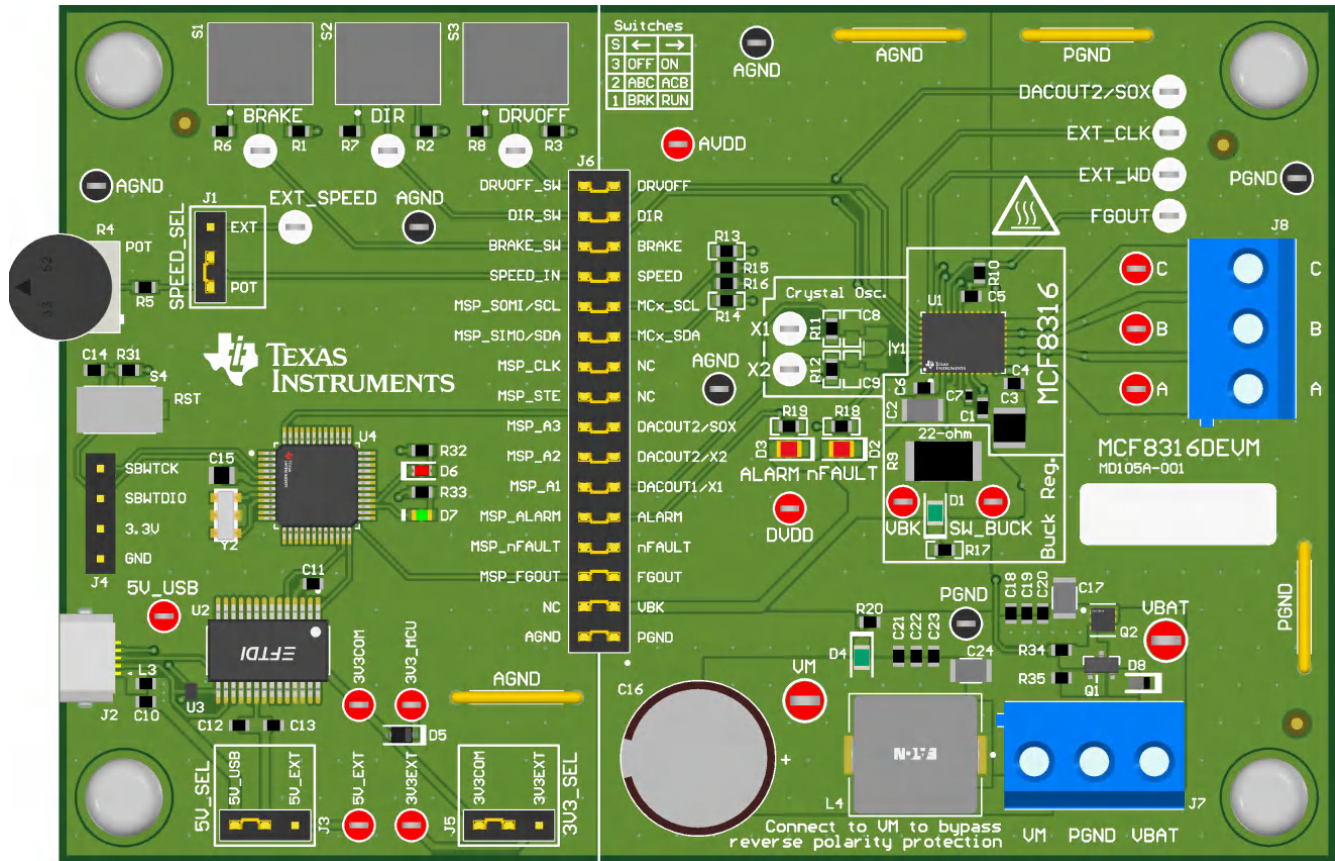 S1
S2
S3
Switches
S ← →
3 OFF ON
2 ABC ACB
1 BRK RUN
AGND
AGND
PGND
DACOUT2/SOX
EXT_CLK
EXT_WD
FGOUT
PGND
BRAKE
DIR
DRVOFF
R6
R1
R7
R2
R8
R3
J6
AVDD
AGND
J1
EXT_SPEED
AGND
R4
POT
SPEED_SEL
EXT
POT
R5
DRVOFF_SW DRVOFF
DIR_SW DIR
BRAKE_SW BRAKE
SPEED_IN SPEED
MSP_SOMI/SCL MCx_SCL
MSP_SIMO/SDA MCx_SDA
MSP_CLK NC
MSP_STE NC
MSP_A3 DACOUT2/SOX
MSP_A2 DACOUT2/X2
MSP_A1 DACOUT1/X1
MSP_ALARM ALARM
MSP_nFAULT nFAULT
MSP_FGOUT FGOUT
NC VBK
AGND PGND
R13
R15
R16
R14
Crystal Osc.
X1
R11
C8
Y1
X2
R12
C9
U1
R10
C5
TEXAS
INSTRUMENTS
MCF8316
C6
C2
C7
C1
C4
C3
J8
C
B
A
C
B
A
AGND
TEXAS
INSTRUMENTS
C14
R31
S4
RST
U4
R32
D6
R33
D7
C15
Y2
SBWTCK
SBWTDIO
3.3V
GND
J4
R19
R18
D3
D2
ALARM
nFAULT
DVDD
22-ohm
R9
VBK
D1
SW_BUCK
R17
Buck Reg.
MCF8316DEVM
MD105A-001
PGND
5V_USB
U2
C11
FTDI
J2
L3
C10
U3
C12
C13
3V3COM
3V3_MCU
D5
AGND
5V_SEL
5V_USB
5V_EXT
J3
5V_EXT
3V3EXT
J5
3V3COM
3V3EXT
3V3_SEL
C16
+
VM
R20
D4
C21
C22
C23
PGND
C24
C18
C19
C20
C17
Q2
VBAT
R34
R35
Q1
D8
L4
J7
Connect to VM to bypass
reverse polarity protection
VM PGND VBAT